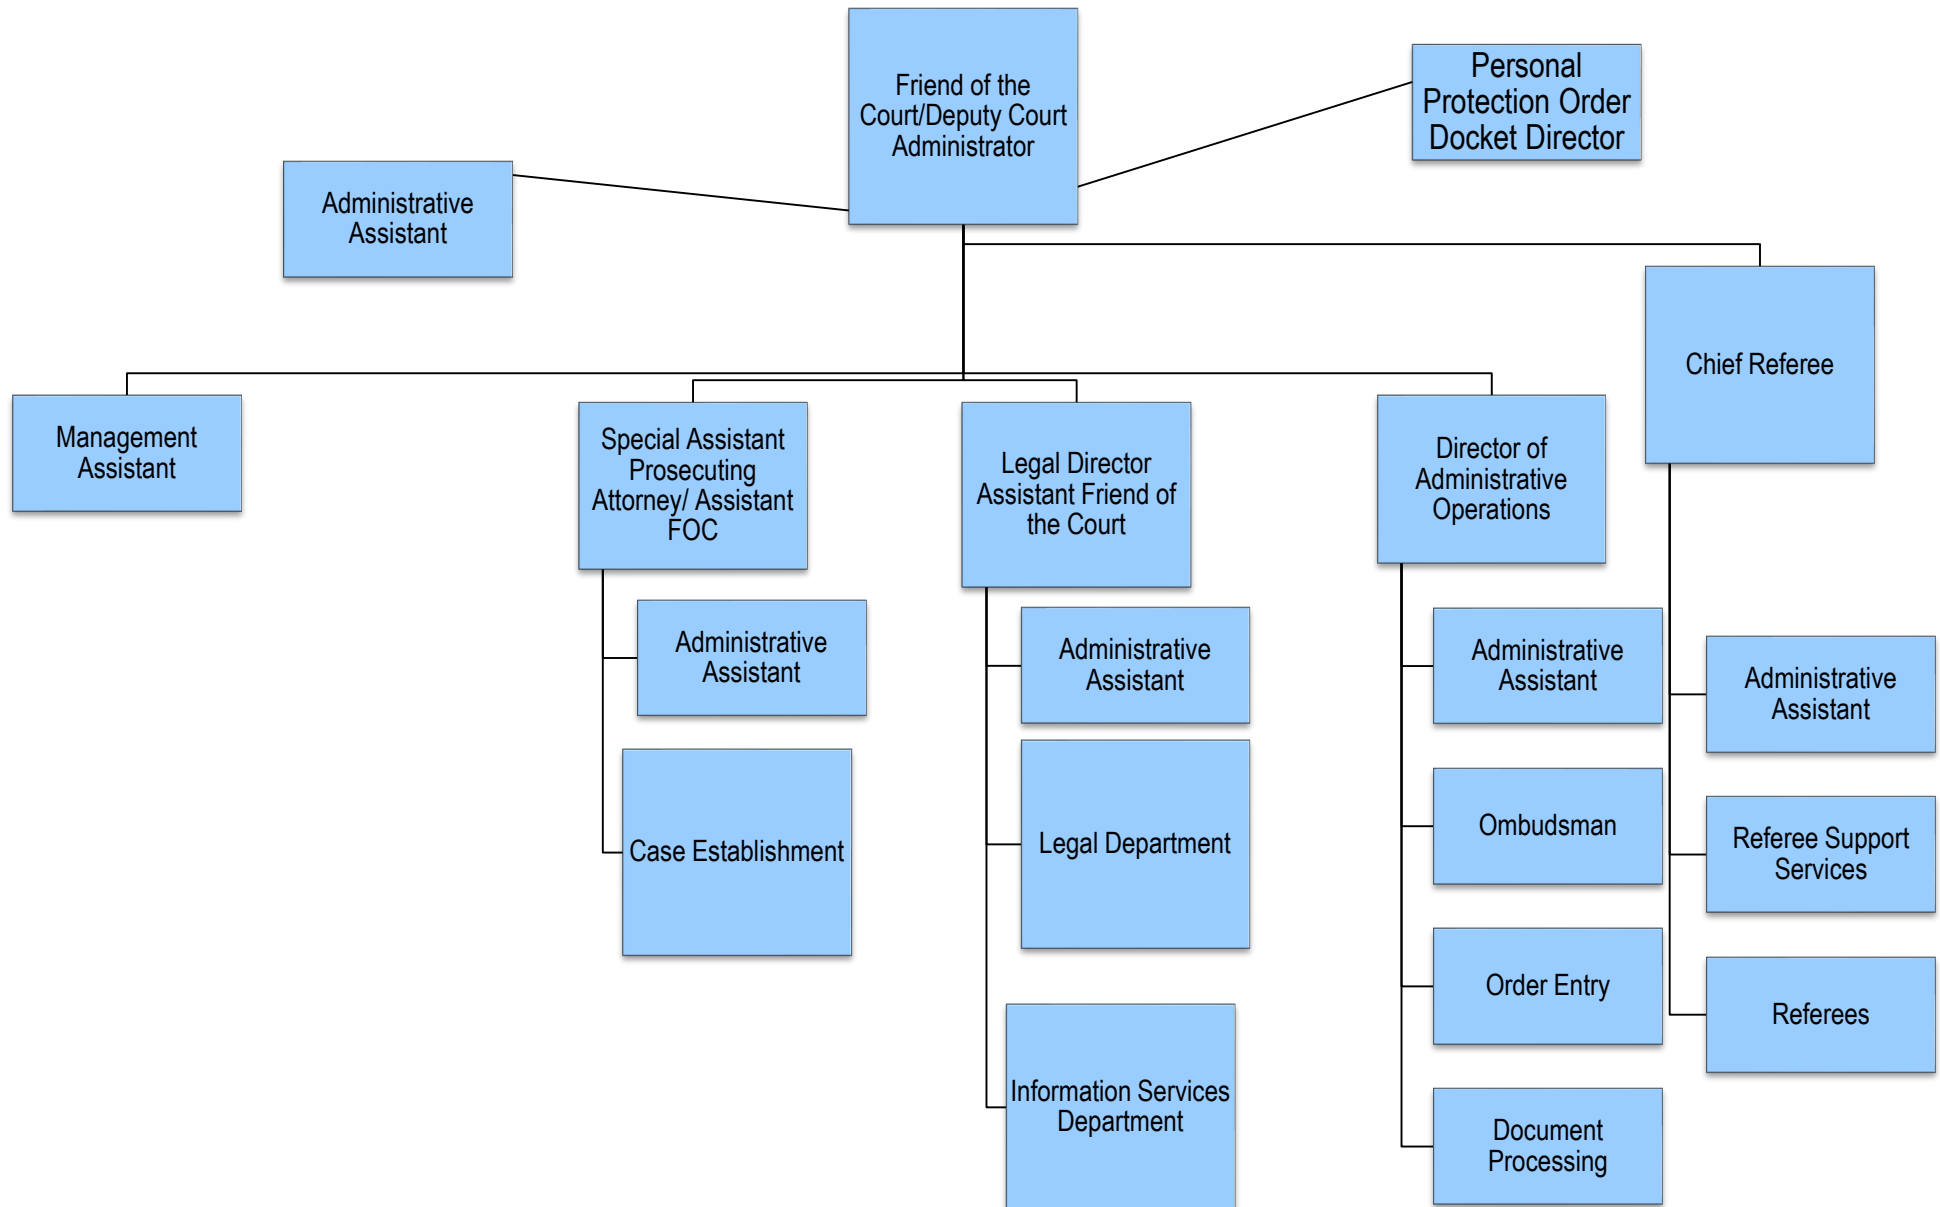 Friend of the
Court/Deputy Court
Administrator
Personal
Protection Order
Docket Director
Administrative
Assistant
Chief Referee
Management
Assistant
Special Assistant
Prosecuting
Attorney/ Assistant
FOC
Legal Director
Assistant Friend of
the Court
Director of
Administrative
Operations
Administrative
Assistant
Administrative
Assistant
Administrative
Assistant
Administrative
Assistant
Case Establishment
Legal Department
Ombudsman
Referee Support
Services
Order Entry
Referees
Information Services
Department
Document
Processing